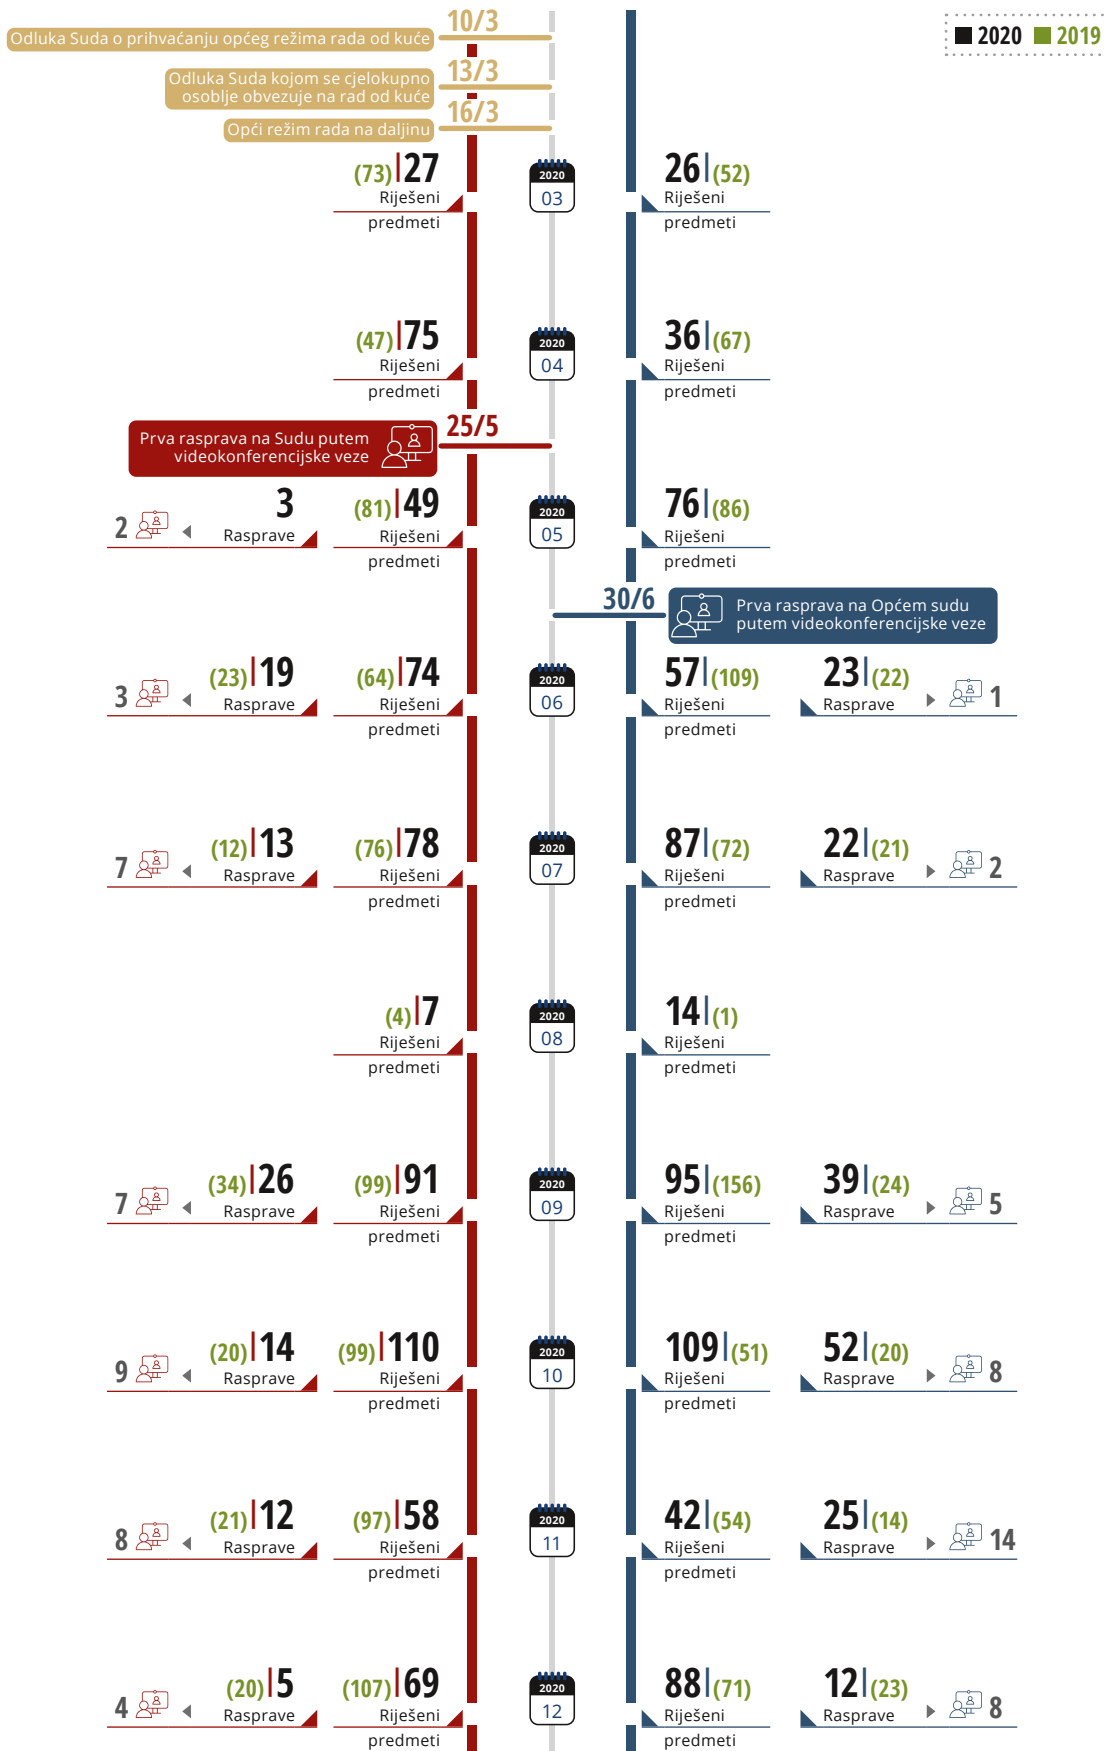 10/3
Odluka Suda o prihvaćanju općeg režima rada od kuće
2020 2019
13/3
Odluka Suda kojom se cjelokupno
osoblje obvezuje na rad od kuće
16/3
Opći režim rada na daljinu
(73) 27
Riješeni
predmeti
2020
03
26 (52)
Riješeni
predmeti
(47) 75
Riješeni
predmeti
2020
04
36 (67)
Riješeni
predmeti
25/5
Prva rasprava na Sudu putem
videokonferencijske veze
2
3
Rasprave
(81) 49
Riješeni
predmeti
2020
05
76 (86)
Riješeni
predmeti
30/6
Prva rasprava na Općem sudu
putem videokonferencijske veze
3
(23) 19
Rasprave
(64) 74
Riješeni
predmeti
2020
06
57 (109)
Riješeni
predmeti
23 (22)
Rasprave
1
7
(12) 13
Rasprave
(76) 78
Riješeni
predmeti
2020
07
87 (72)
Riješeni
predmeti
22 (21)
Rasprave
2
(4) 7
Riješeni
predmeti
2020
08
14 (1)
Riješeni
predmeti
7
(34) 26
Rasprave
(99) 91
Riješeni
predmeti
2020
09
95 (156)
Riješeni
predmeti
39 (24)
Rasprave
5
9
(20) 14
Rasprave
(99) 110
Riješeni
predmeti
2020
10
109 (51)
Riješeni
predmeti
52 (20)
Rasprave
8
8
(21) 12
Rasprave
(97) 58
Riješeni
predmeti
2020
11
42 (54)
Riješeni
predmeti
25 (14)
Rasprave
14
4
(20) 5
Rasprave
(107) 69
Riješeni
predmeti
2020
12
88 (71)
Riješeni
predmeti
12 (23)
Rasprave
8